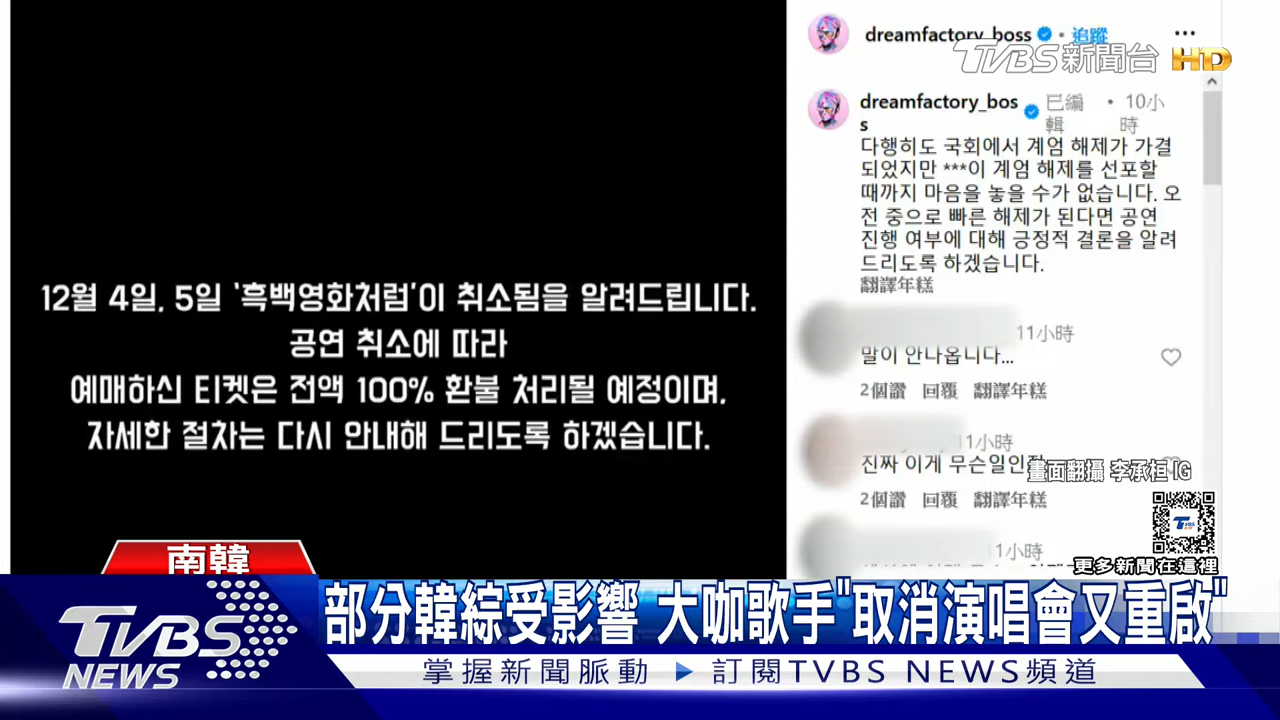 dreamfactory_boss • 追蹤
TVBS新聞台 HD
dreamfactory_bos
s
已編
輯
• 10小
時
다행히도 국회에서 계엄 해제가 가결
되었지만 ***이 계엄 해제를 선포할
때까지 마음을 놓을 수가 없습니다. 오
전 중으로 빠른 해제가 된다면 공연
진행 여부에 대해 긍정적 결론을 알려
드리도록 하겠습니다.
翻譯年糕
11小時
말이 안나옵니다...
2個讚 回覆 翻譯年糕
11小時
진짜 이게 무슨일인
2個讚 回覆 翻譯年糕
1小時
畫面翻攝 李承桓 IG
12월 4일, 5일 '흑백영화처럼'이 취소됨을 알려드립니다.
공연 취소에 따라
예매하신 티켓은 전액 100% 환불 처리될 예정이며,
자세한 절차는 다시 안내해 드리도록 하겠습니다.
TVBS
更多新聞在這裡
南韓
部分韓綜受影響 大咖歌手"取消演唱會又重啟"
TVBS
NEWS
掌握新聞脈動 ▶ 訂閱TVBS NEWS頻道